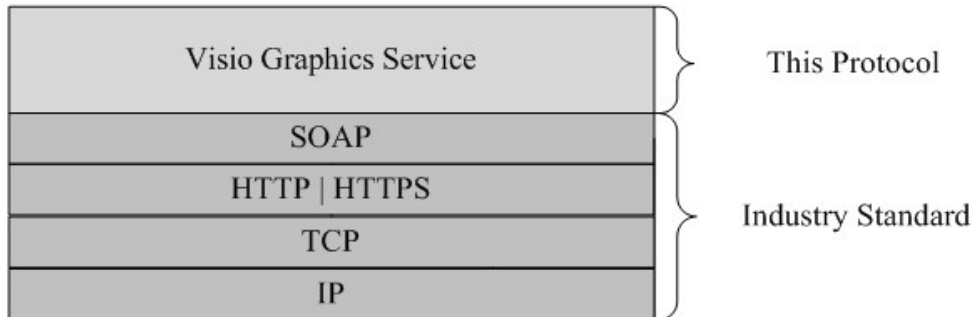 Visio Graphics Service
This Protocol
SOAP
HTTP | HTTPS
TCP
IP
Industry Standard